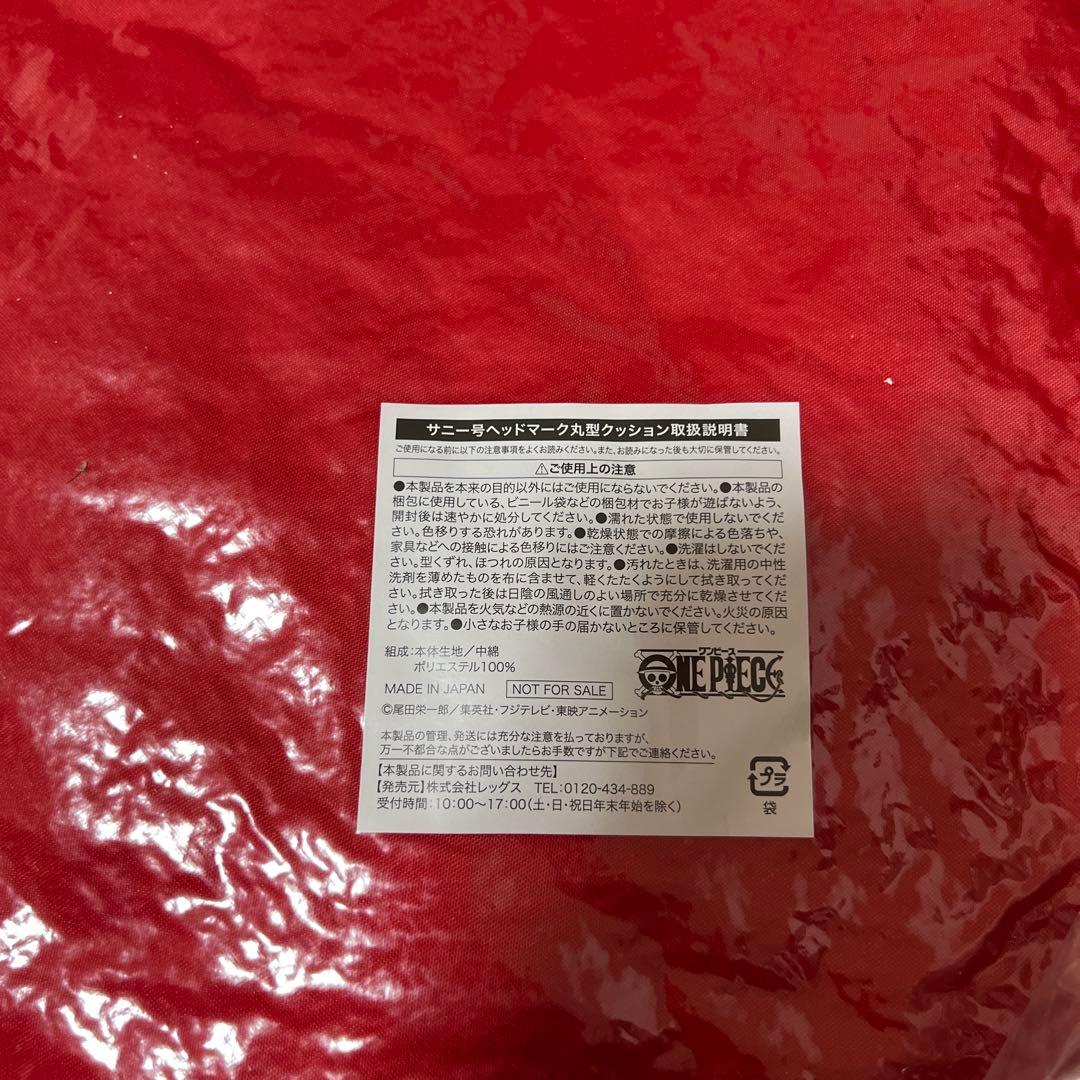 サニー号ヘッドマーク丸型クッション取扱説明書
ご使用になる前に以下の注意事項をよくお読みください。また、お読みになった後も大切に保管してください。
⚠ご使用上の注意
●本製品を本来の目的以外にはご使用にならないでください。●本製品の
梱包に使用している、ビニール袋などの梱包材でお子様が遊ばないよう、
開封後は速やかに処分してください。●濡れた状態で使用しないでくだ
さい。色移りする恐れがあります。●乾燥状態での摩擦による色落ちや、
家具などへの接触による色移りにはご注意ください。●洗濯はしないでくだ
さい。型くずれ、ほつれの原因となります。●汚れたときは、洗濯用の中性
洗剤を薄めたものを布に含ませて、軽くたたくようにして拭き取ってくだ
さい。拭き取った後は日陰の風通しのよい場所で充分に乾燥させてくださ
い。●本製品を火気などの熱源の近くに置かないでください。火災の原因
となります。●小さなお子様の手の届かないところに保管してください。
組成:本体生地/中綿
ポリエステル100%
ワンピース
ONE PIECE
MADE IN JAPAN NOT FOR SALE
©尾田栄一郎/集英社・フジテレビ・東映アニメーション
本製品の管理、発送には充分な注意を払っておりますが、
万一不都合な点がございましたらお手数ですが下記でご連絡ください。
【本製品に関するお問い合わせ先】
【発売元】株式会社レッグス TEL:0120-434-889
受付時間:10:00〜17:00(土・日・祝日年末年始を除く)
プラ
袋